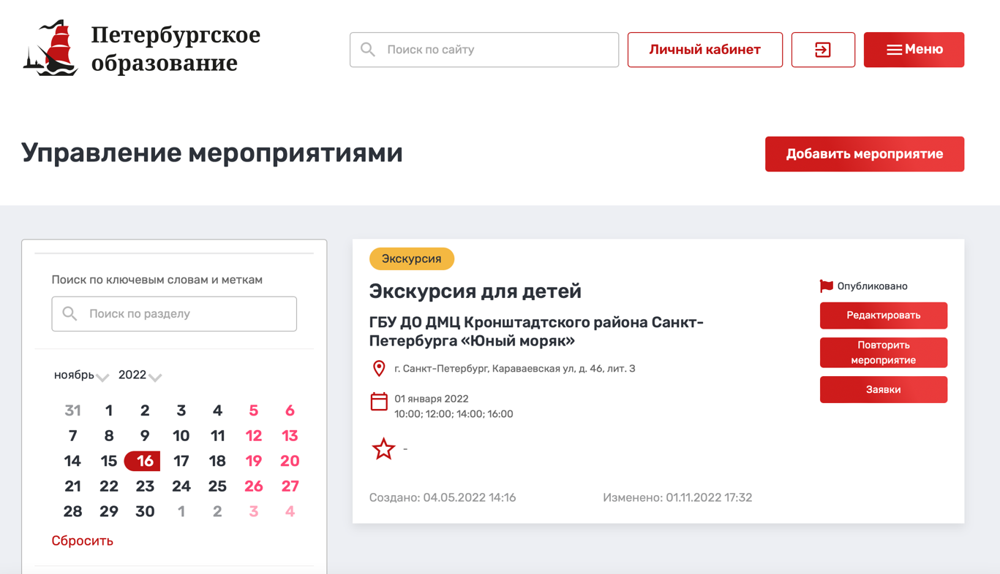 Петербургское
образование
Поиск по сайту
Личный кабинет
Меню
Управление мероприятиями
Добавить мероприятие
Поиск по ключевым словам и меткам
Поиск по разделу
ноябрь 2022
31 1 2 3 4 5 6
7 8 9 10 11 12 13
14 15 16 17 18 19 20
21 22 23 24 25 26 27
28 29 30 1 2 3 4
Сбросить
Экскурсия
Экскурсия для детей
ГБУ ДО ДМЦ Кронштадтского района Санкт-
Петербурга «Юный моряк»
г. Санкт-Петербург, Караваевская ул, д. 46, лит. З
01 января 2022
10:00; 12:00; 14:00; 16:00
-
Создано: 04.05.2022 14:16
Изменено: 01.11.2022 17:32
Опубликовано
Редактировать
Повторить
мероприятие
Заявки